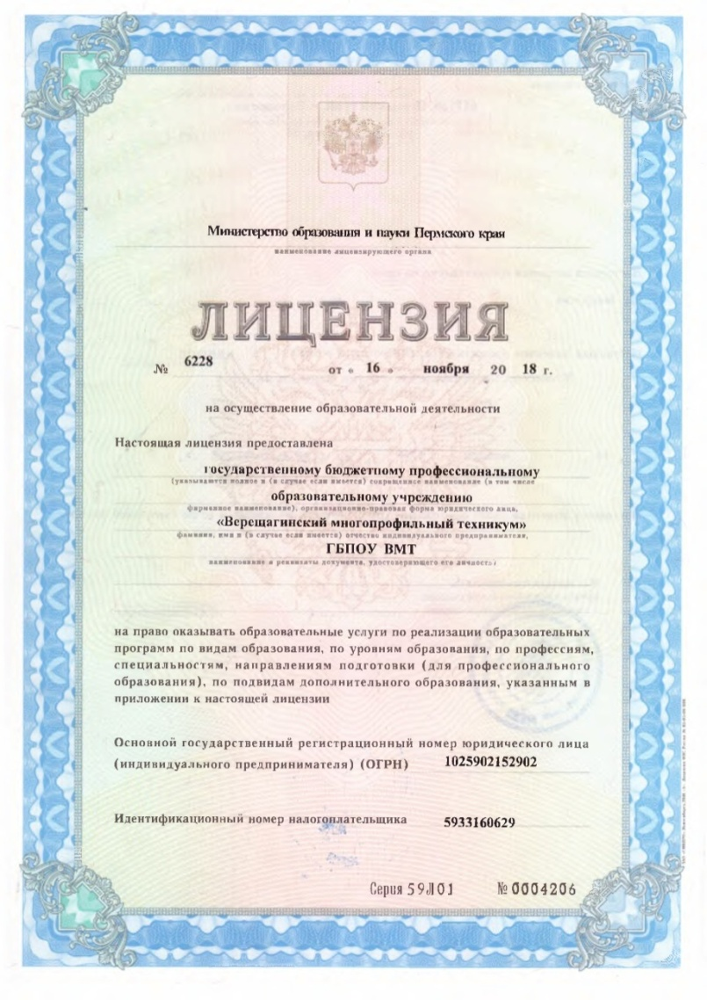 Министерство образования и науки Пермского края
наименование лицензирующего органа
ЛИЦЕНЗИЯ
№ 6228 от « 16 » ноября 20 18 г.
на осуществление образовательной деятельности
Настоящая лицензия предоставлена
государственному бюджетному профессиональному
(указываются полное и (в случае если имеется) сокращенное наименование (в том числе
образовательному учреждению
фирменное наименование), организационно-правовая форма юридического лица,
«Верещагинский многопрофильный техникум»
фамилия, имя и (в случае если имеется) отчество индивидуального предпринимателя,
ГБПОУ ВМТ
наименование и реквизиты документа, удостоверяющего его личность)
на право оказывать образовательные услуги по реализации образовательных
программ по видам образования, по уровням образования, по профессиям,
специальностям, направлениям подготовки (для профессионального
образования), по подвидам дополнительного образования, указанным в
приложении к настоящей лицензии
Основной государственный регистрационный номер юридического лица
(индивидуального предпринимателя) (ОГРН) 1025902152902
Идентификационный номер налогоплательщика 5933160629
Серия 59Л01 №0004206